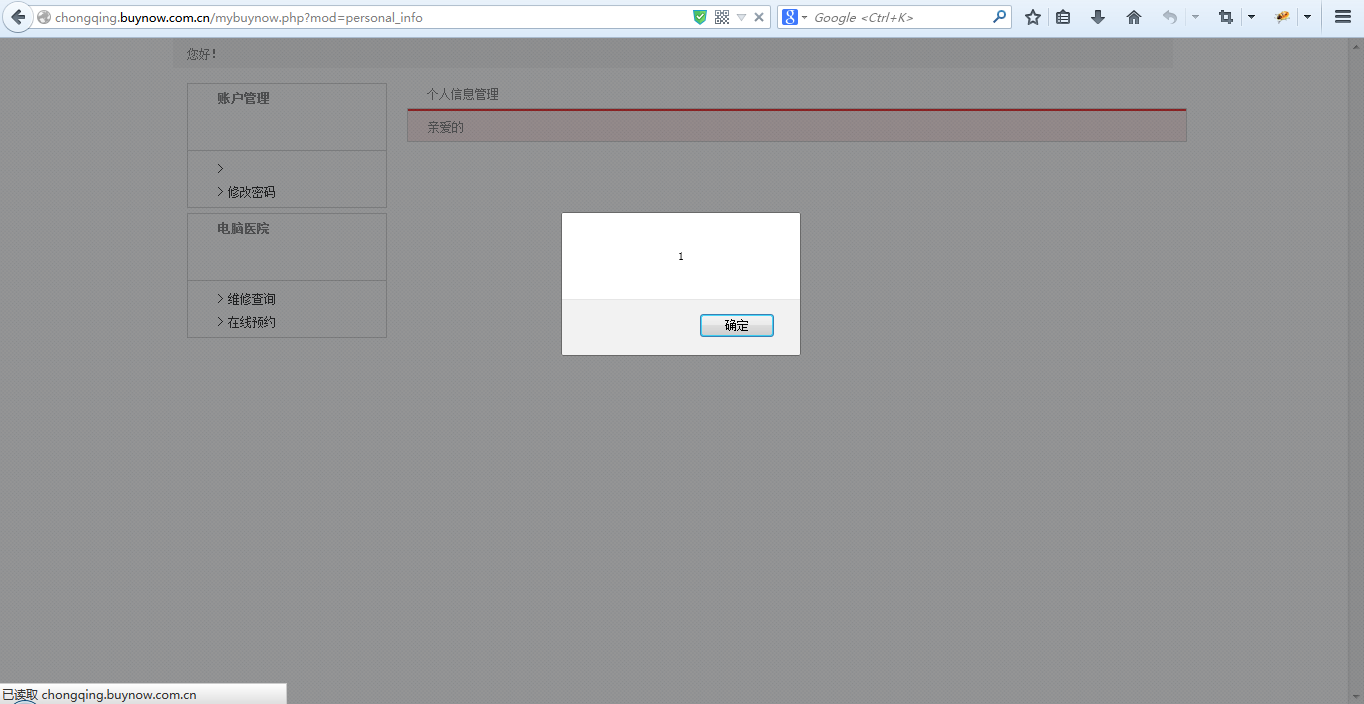 chongqing.buynow.com.cn/mybuynow.php?mod=personal_info
8
Google <Ctrl+K>
您好！
账户管理
>
> 修改密码
电脑医院
> 维修查询
> 在线预约
个人信息管理
亲爱的
1
确定
已读取 chongqing.buynow.com.cn